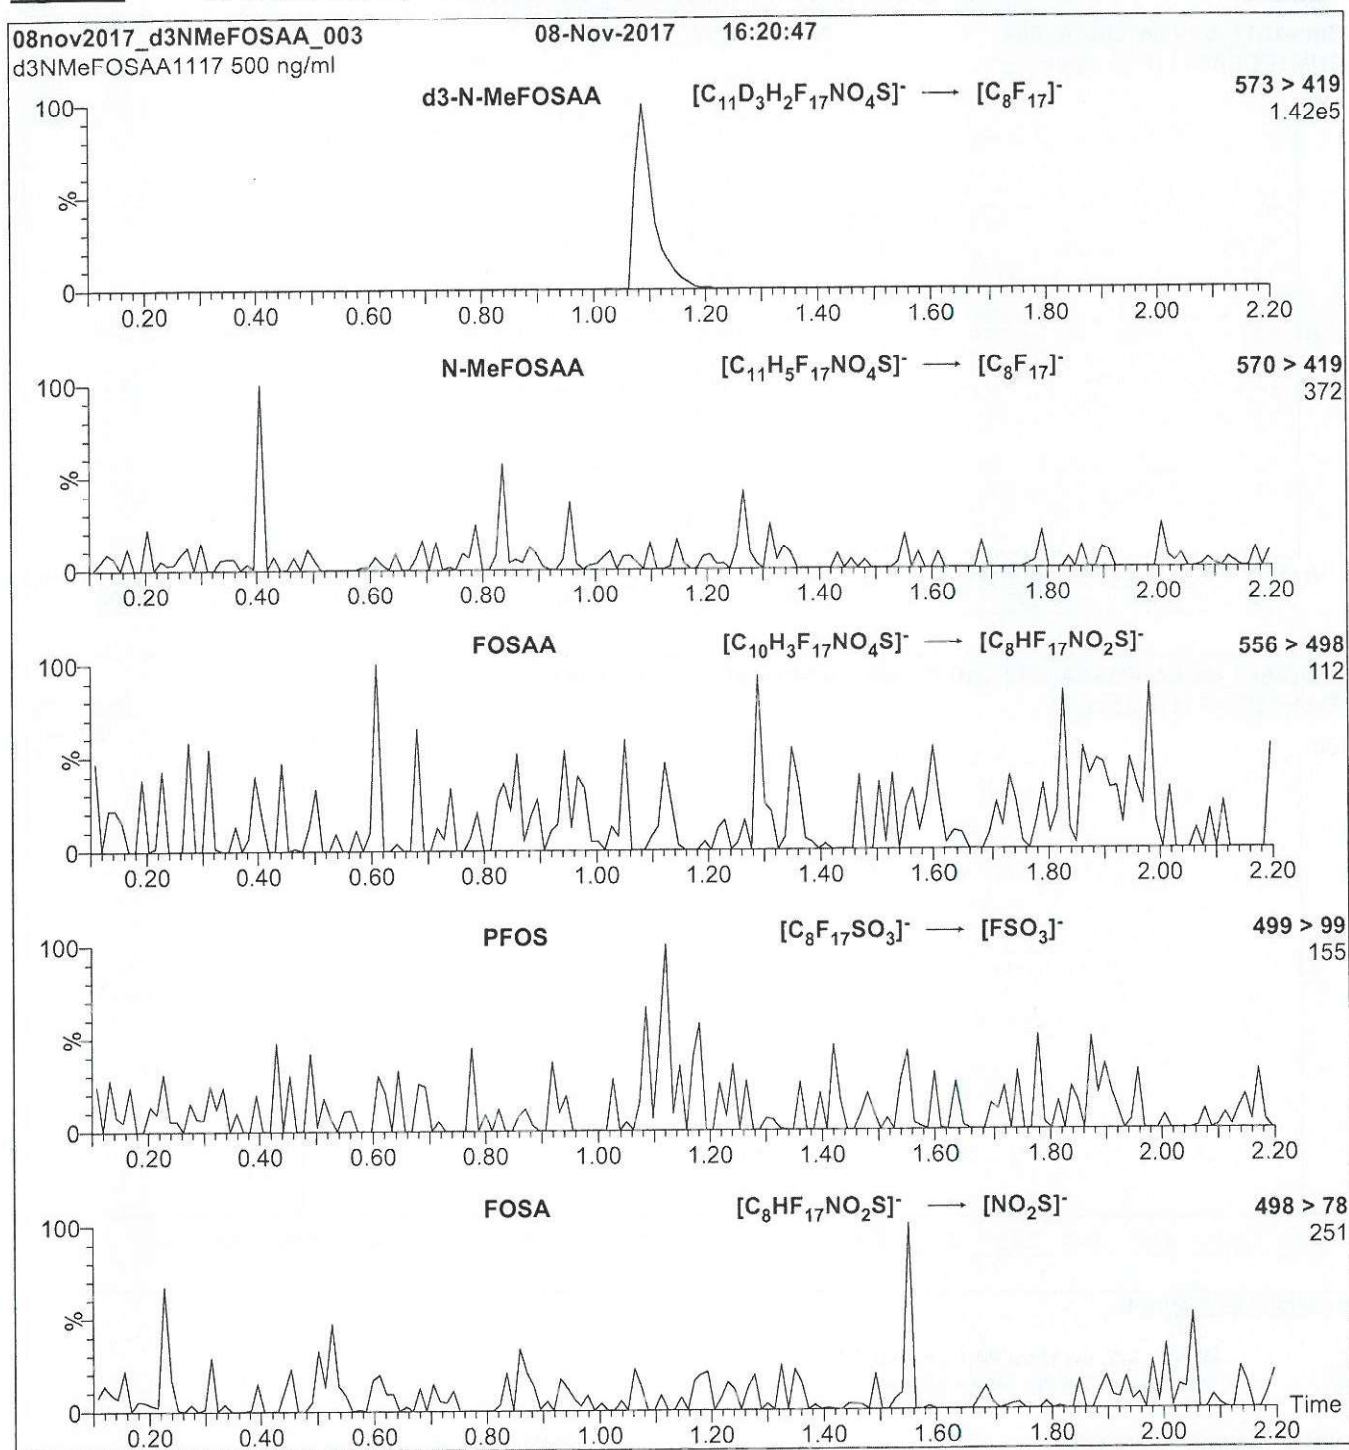 08nov2017_d3NMeFOSAA_003 08-Nov-2017 16:20:47
d3NMeFOSAA1117 500 ng/ml
d3-N-MeFOSAA [C₁₁D₃H₂F₁₇NO₄S]⁻ → [C₈F₁₇]⁻ 573 > 419
1.42e5
100
%
0
0.20 0.40 0.60 0.80 1.00 1.20 1.40 1.60 1.80 2.00 2.20
N-MeFOSAA [C₁₁H₅F₁₇NO₄S]⁻ → [C₈F₁₇]⁻ 570 > 419
372
100
%
0
0.20 0.40 0.60 0.80 1.00 1.20 1.40 1.60 1.80 2.00 2.20
FOSAA [C₁₀H₃F₁₇NO₄S]⁻ → [C₈HF₁₇NO₂S]⁻ 556 > 498
112
100
%
0
0.20 0.40 0.60 0.80 1.00 1.20 1.40 1.60 1.80 2.00 2.20
PFOS [C₈F₁₇SO₃]⁻ → [FSO₃]⁻ 499 > 99
155
100
%
0
0.20 0.40 0.60 0.80 1.00 1.20 1.40 1.60 1.80 2.00 2.20
FOSA [C₈HF₁₇NO₂S]⁻ → [NO₂S]⁻ 498 > 78
251
100
%
0
0.20 0.40 0.60 0.80 1.00 1.20 1.40 1.60 1.80 2.00 2.20 Time